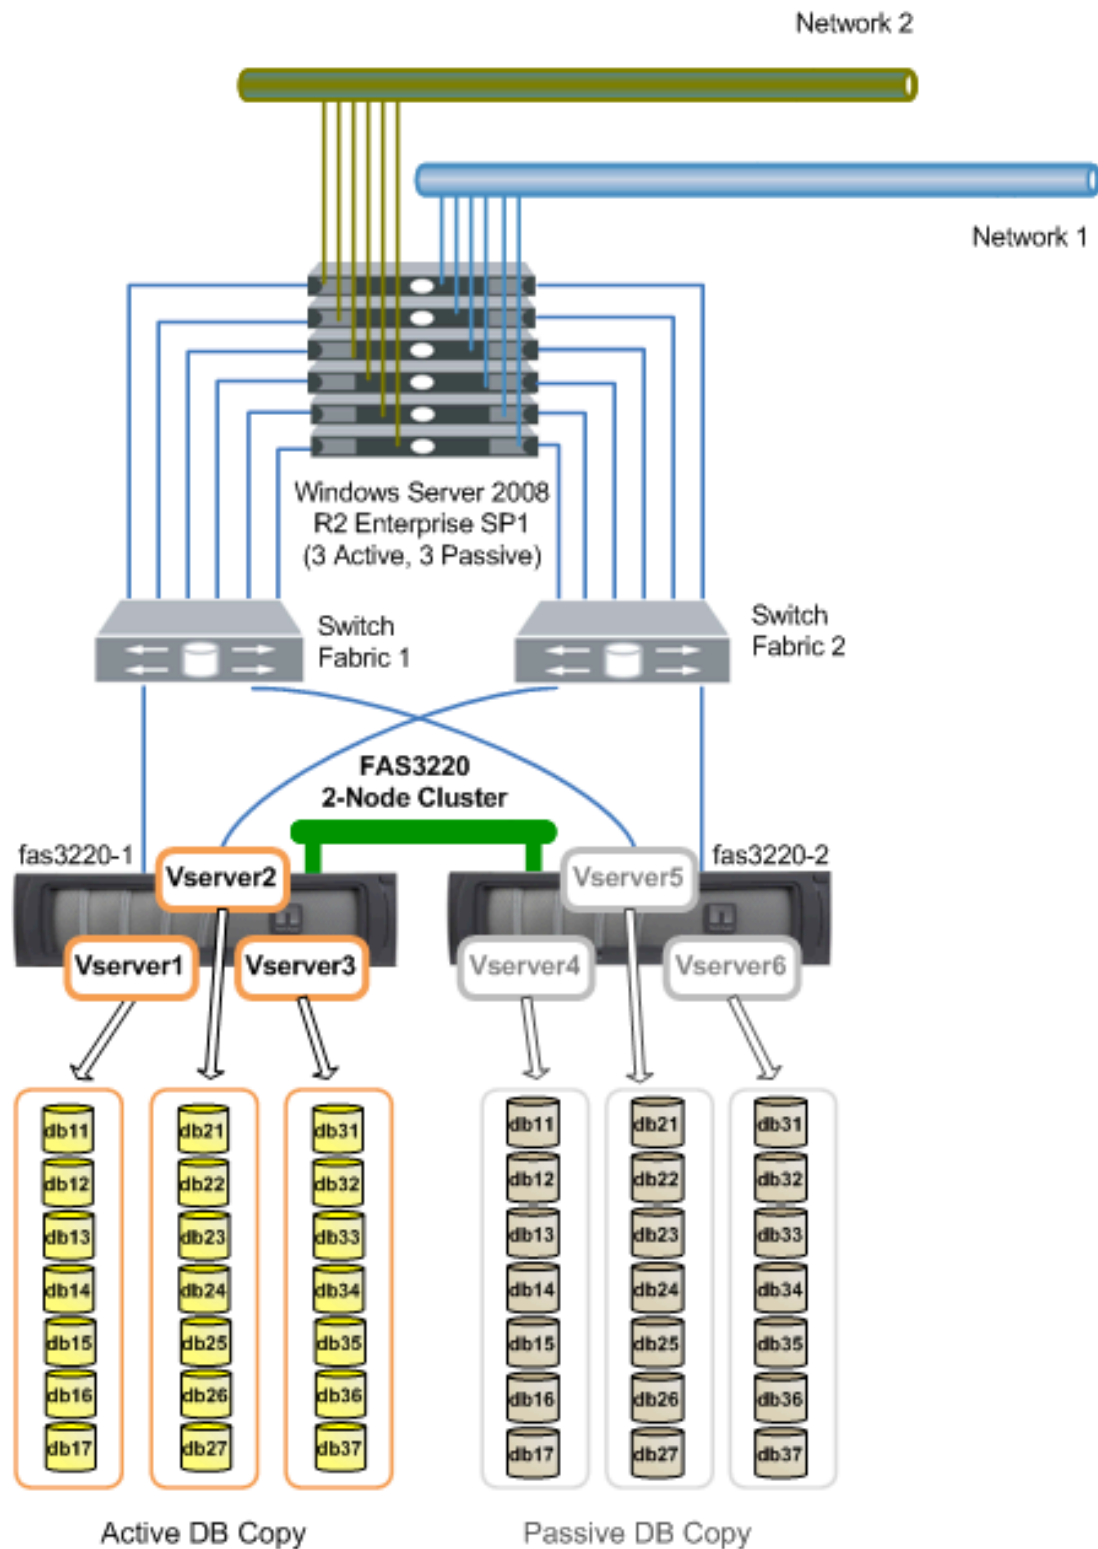 Network 2
Network 1
Windows Server 2008
R2 Enterprise SP1
(3 Active, 3 Passive)
Switch
Fabric 1
Switch
Fabric 2
FAS3220
2-Node Cluster
fas3220-1
fas3220-2
Vserver2
Vserver5
Vserver1
Vserver3
Vserver4
Vserver6
db11
db21
db31
db11
db21
db31
db12
db22
db32
db12
db22
db32
db13
db23
db33
db13
db23
db33
db14
db24
db34
db14
db24
db34
db15
db25
db35
db15
db25
db35
db16
db26
db36
db16
db26
db36
db17
db27
db37
db17
db27
db37
Active DB Copy
Passive DB Copy